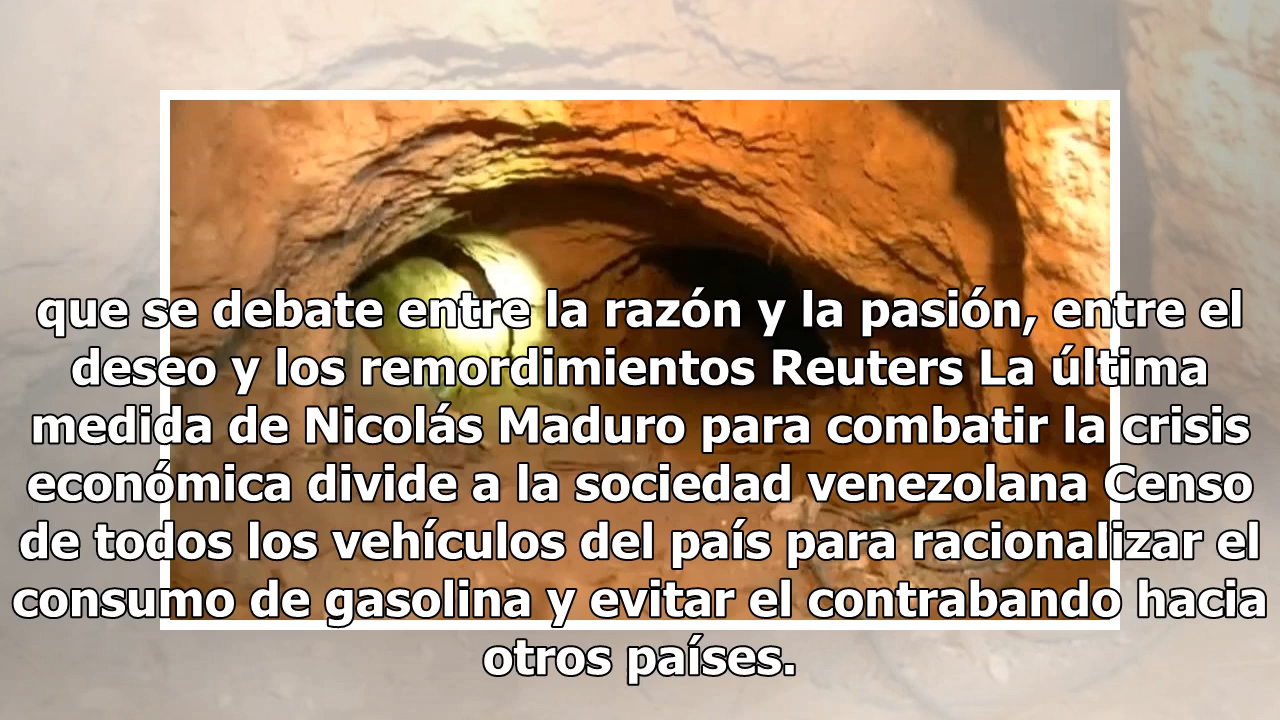 que se debate entre la razón y la pasión, entre el
deseo y los remordimientos Reuters La última
medida de Nicolás Maduro para combatir la crisis
económica divide a la sociedad venezolana Censo
de todos los vehículos del país para racionalizar el
consumo de gasolina y evitar el contrabando hacia
otros países.